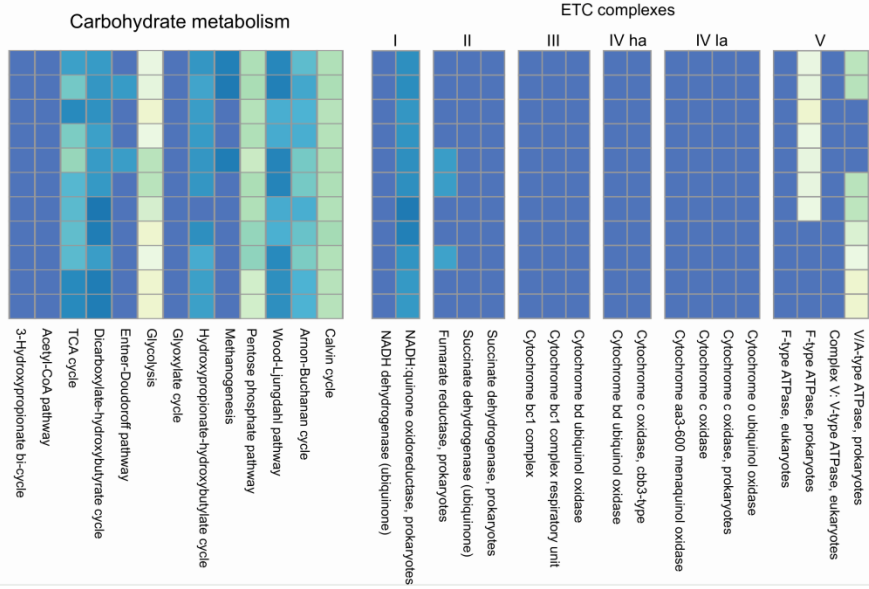 Carbohydrate metabolism
ETC complexes
I
II
III
IV ha
IV la
V
3-Hydroxypropionate bi-cycle
Acetyl-CoA pathway
TCA cycle
Dicarboxylate-hydroxybutyrate cycle
Entner-Doudoroff pathway
Glycolysis
Glyoxylate cycle
Hydroxypropionate-hydroxybutylate cycle
Methanogenesis
Pentose phosphate pathway
Wood-Ljungdahl pathway
Arnon-Buchanan cycle
Calvin cycle
NADH dehydrogenase (ubiquinone)
NADH:quinone oxidoreductase, prokaryotes
Fumarate reductase, prokaryotes
Succinate dehydrogenase (ubiquinone)
Succinate dehydrogenase, prokaryotes
Cytochrome bc1 complex
Cytochrome bc1 complex respiratory unit
Cytochrome bd ubiquinol oxidase
Cytochrome bd ubiquinol oxidase
Cytochrome c oxidase, cbb3-type
Cytochrome aa3-600 menaquinol oxidase
Cytochrome c oxidase
Cytochrome c oxidase, prokaryotes
Cytochrome o ubiquinol oxidase
F-type ATPase, eukaryotes
F-type ATPase, prokaryotes
Complex V: V-type ATPase, eukaryotes
V/A-type ATPase, prokaryotes